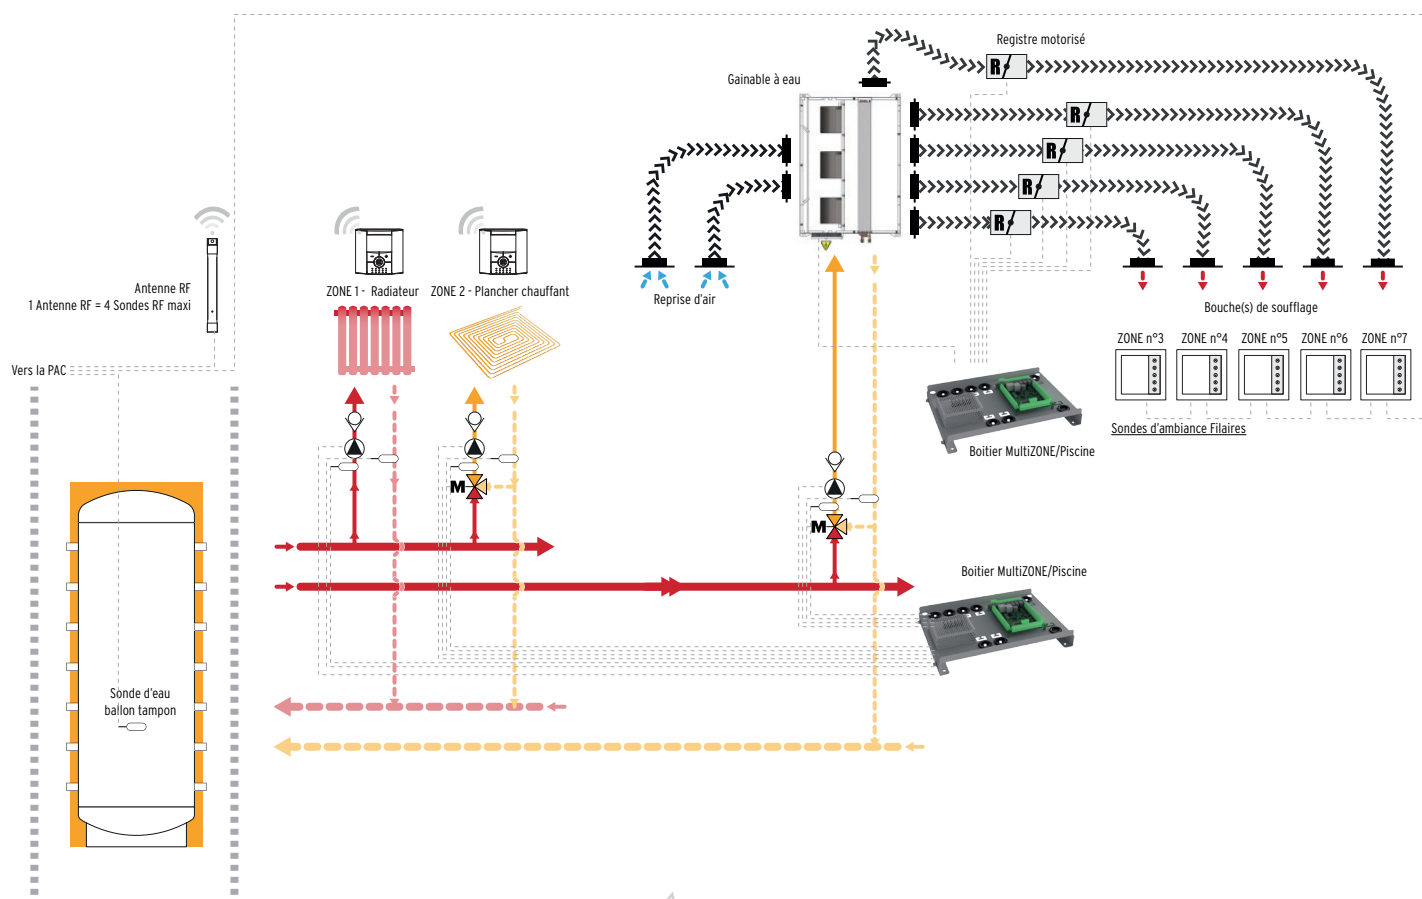 Registre motorisé
Gainable à eau
R
R
R
R
R
Antenne RF
1 Antenne RF = 4 Sondes RF maxi
ZONE 1 - Radiateur
ZONE 2 - Plancher chauffant
Reprise d'air
Bouche(s) de soufflage
ZONE n°3
ZONE n°4
ZONE n°5
ZONE n°6
ZONE n°7
Vers la PAC
Sondes d'ambiance Filaires
Boitier MultiZONE/Piscine
M
M
Boitier MultiZONE/Piscine
Sonde d'eau
ballon tampon